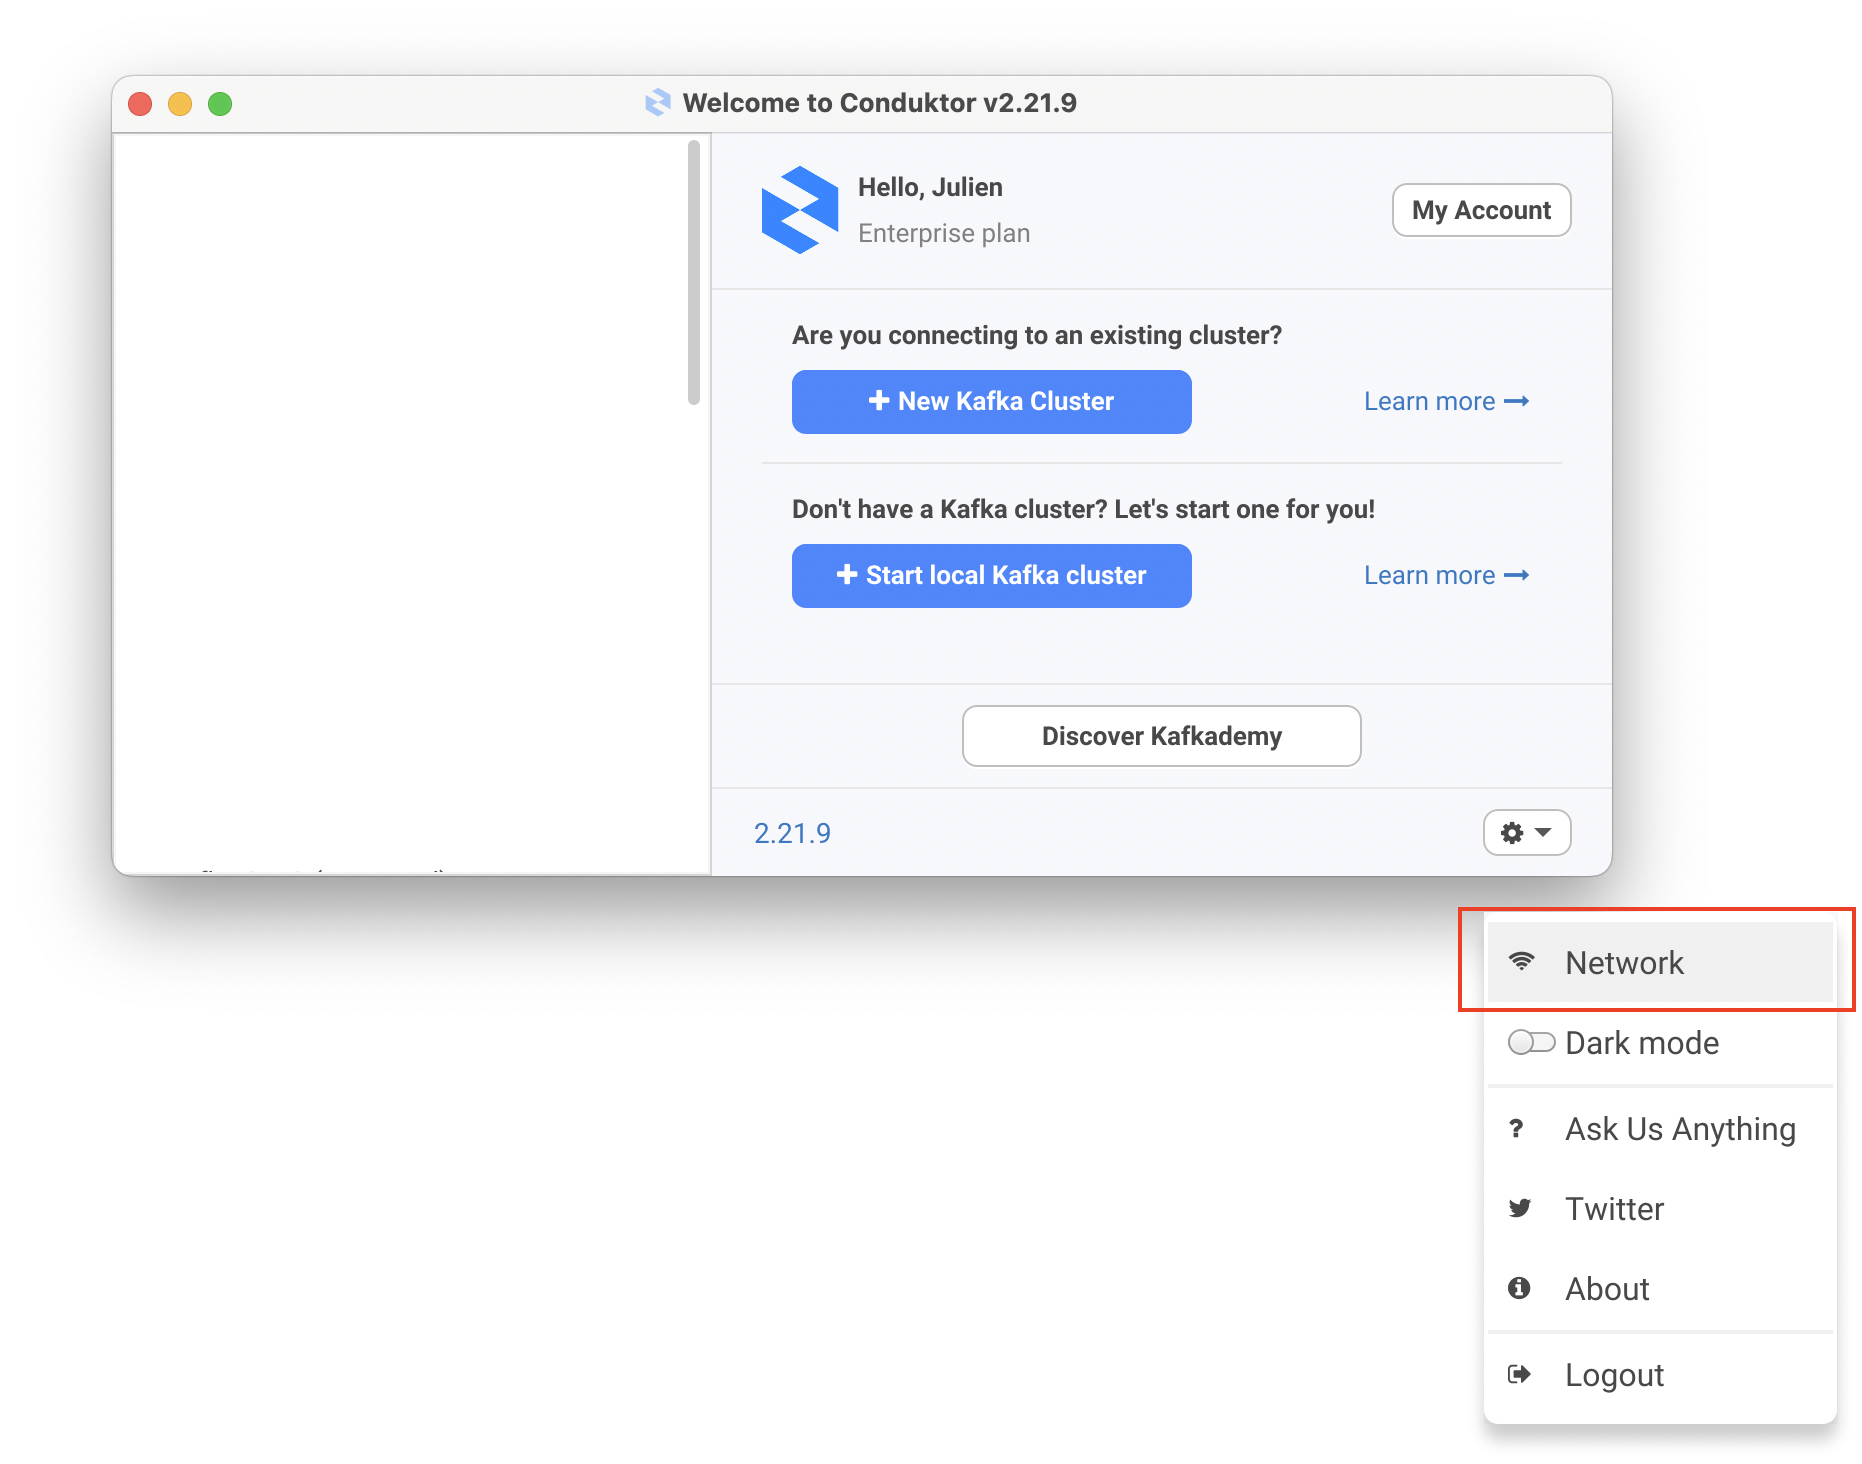 Welcome to Conduktor v2.21.9
Hello, Julien
Enterprise plan
My Account
Are you connecting to an existing cluster?
New Kafka Cluster
Learn more
Don't have a Kafka cluster? Let's start one for you!
Start local Kafka cluster
Learn more
Discover Kafkademy
2.21.9
Network
Dark mode
Ask Us Anything
Twitter
About
Logout